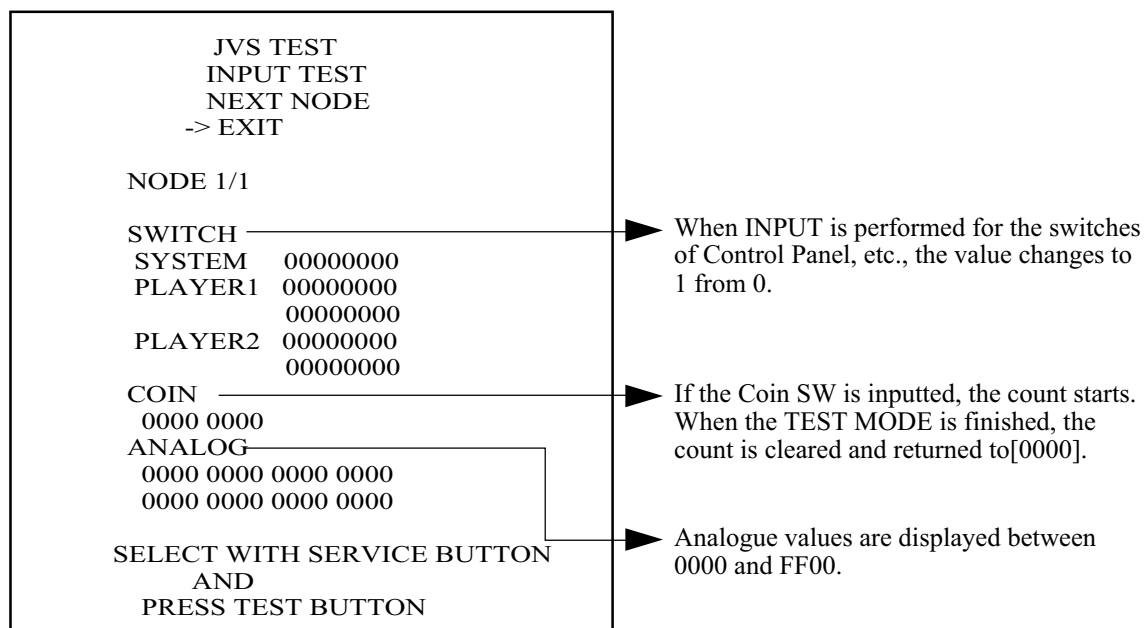 JVS TEST
INPUT TEST
NEXT NODE
-> EXIT
NODE 1/1
SWITCH
SYSTEM 00000000
PLAYER1 00000000
00000000
PLAYER2 00000000
00000000
COIN
0000 0000
ANALOG
0000 0000 0000 0000
0000 0000 0000 0000
SELECT WITH SERVICE BUTTON
AND
PRESS TEST BUTTON
When INPUT is performed for the switches
of Control Panel, etc., the value changes to
1 from 0.
If the Coin SW is inputted, the count starts.
When the TEST MODE is finished, the
count is cleared and returned to[0000].
Analogue values are displayed between
0000 and FF00.